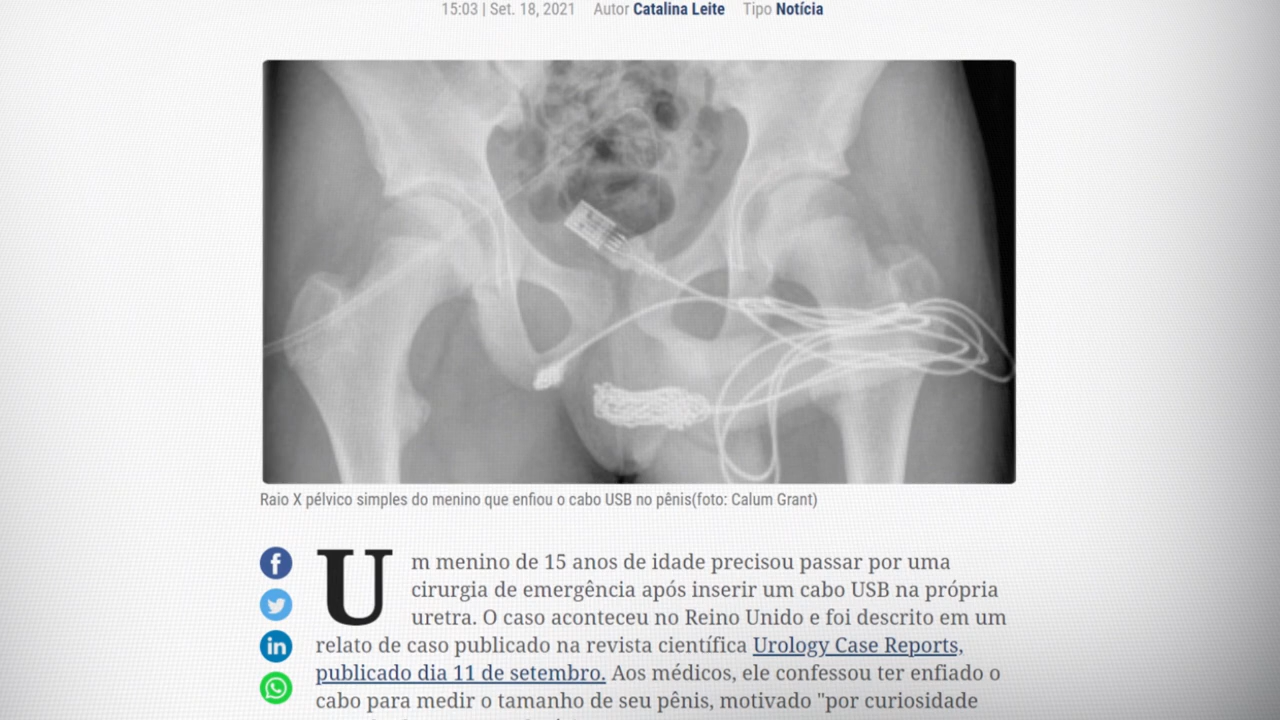 15:03 | Set. 18, 2021 Autor Catalina Leite Tipo Notícia
Raio X pélvico simples do menino que enfiou o cabo USB no pênis(foto: Calum Grant)
Um menino de 15 anos de idade precisou passar por uma
cirurgia de emergência após inserir um cabo USB na própria
uretra. O caso aconteceu no Reino Unido e foi descrito em um
relato de caso publicado na revista científica Urology Case Reports,
publicado dia 11 de setembro. Aos médicos, ele confessou ter enfiado o
cabo para medir o tamanho de seu pênis, motivado "por curiosidade